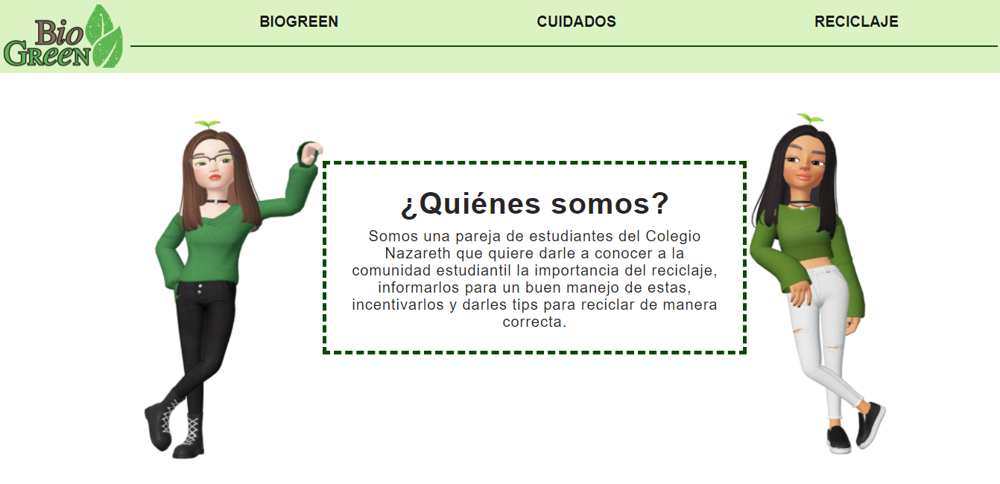 Bio
GREEN
BIOGREEN
CUIDADOS
RECICLAJE
¿Quiénes somos?
Somos una pareja de estudiantes del Colegio
Nazareth que quiere darle a conocer a la
comunidad estudiantil la importancia del reciclaje,
informarlos para un buen manejo de estas,
incentivarlos y darles tips para reciclar de manera
correcta.